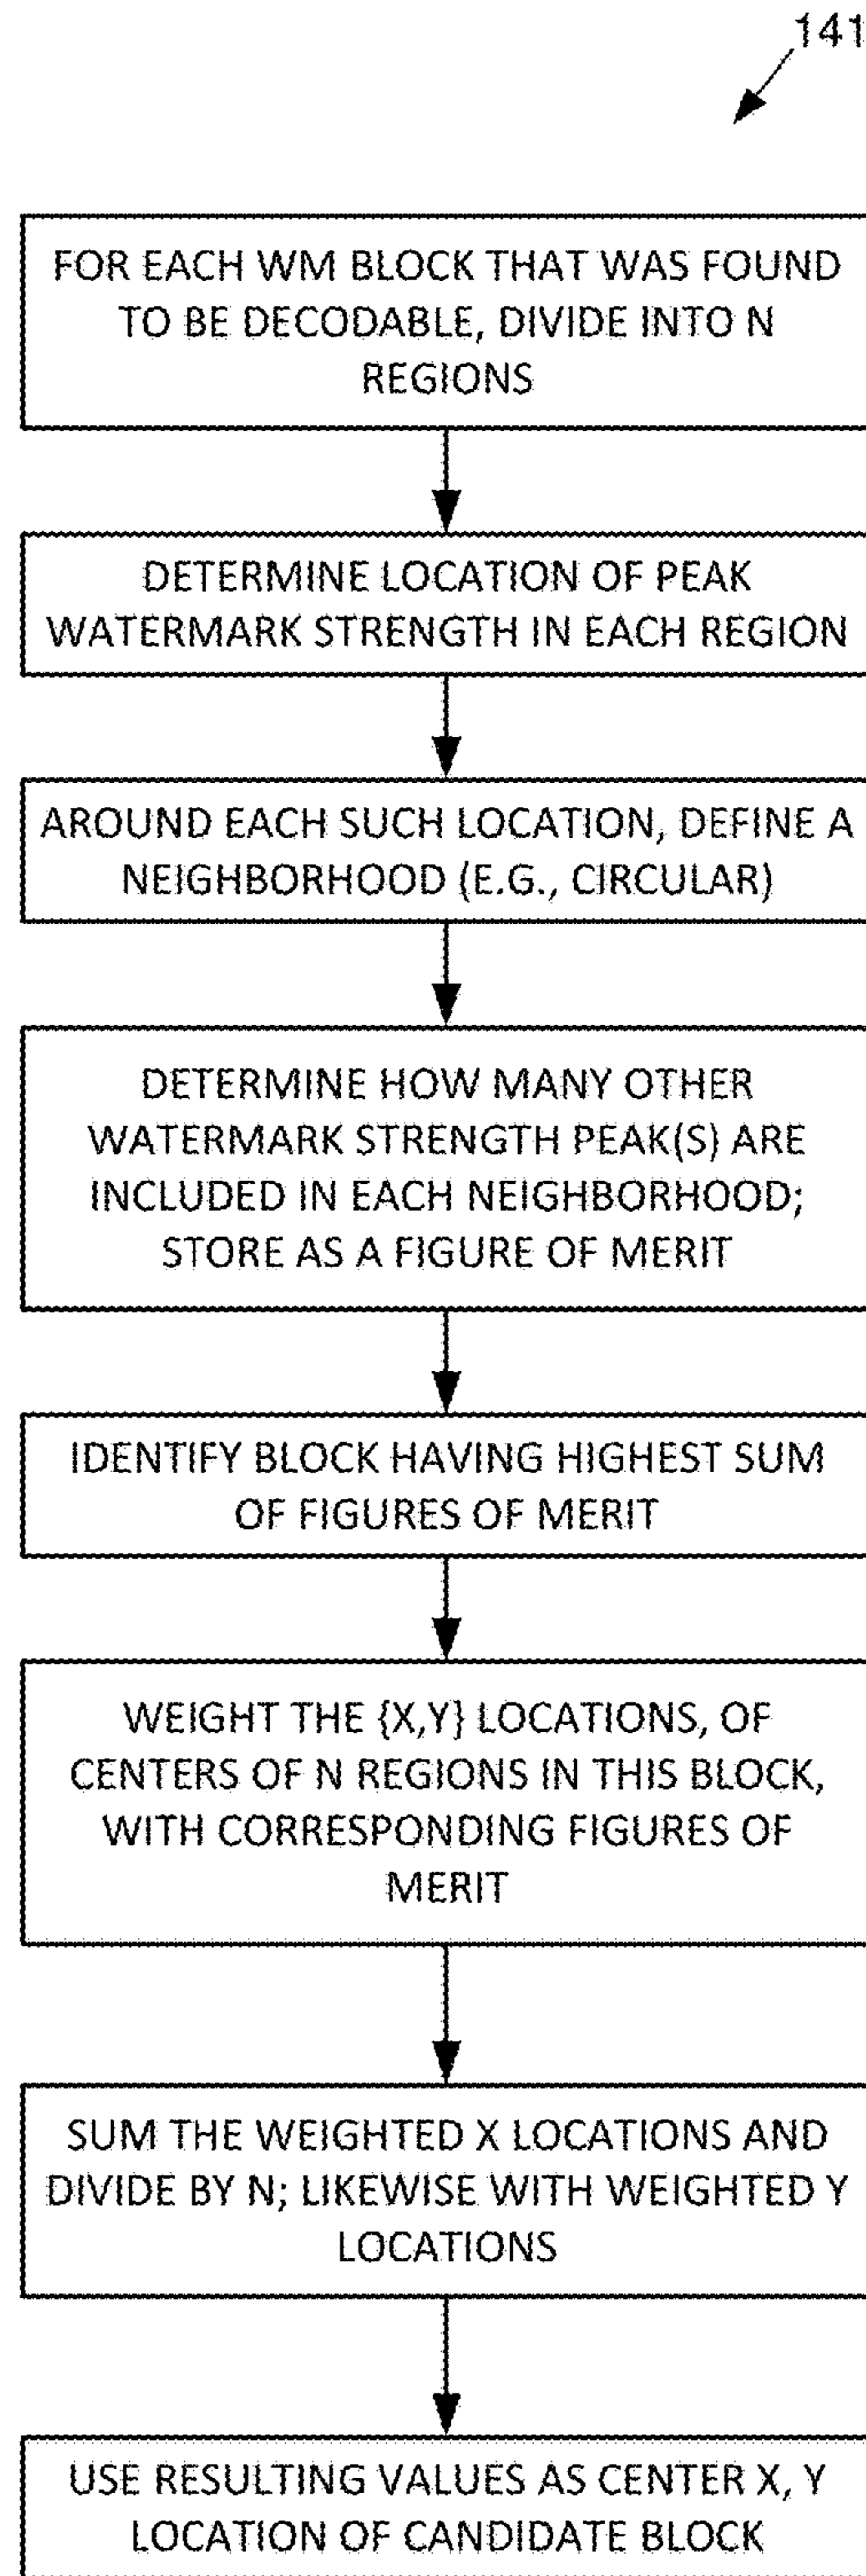 141
FOR EACH WM BLOCK THAT WAS FOUND
TO BE DECODABLE, DIVIDE INTO N
REGIONS
DETERMINE LOCATION OF PEAK
WATERMARK STRENGTH IN EACH REGION
AROUND EACH SUCH LOCATION, DEFINE A
NEIGHBORHOOD (E.G., CIRCULAR)
DETERMINE HOW MANY OTHER
WATERMARK STRENGTH PEAK(S) ARE
INCLUDED IN EACH NEIGHBORHOOD;
STORE AS A FIGURE OF MERIT
IDENTIFY BLOCK HAVING HIGHEST SUM
OF FIGURES OF MERIT
WEIGHT THE {X,Y} LOCATIONS, OF
CENTERS OF N REGIONS IN THIS BLOCK,
WITH CORRESPONDING FIGURES OF
MERIT
SUM THE WEIGHTED X LOCATIONS AND
DIVIDE BY N; LIKEWISE WITH WEIGHTED Y
LOCATIONS
USE RESULTING VALUES AS CENTER X, Y
LOCATION OF CANDIDATE BLOCK